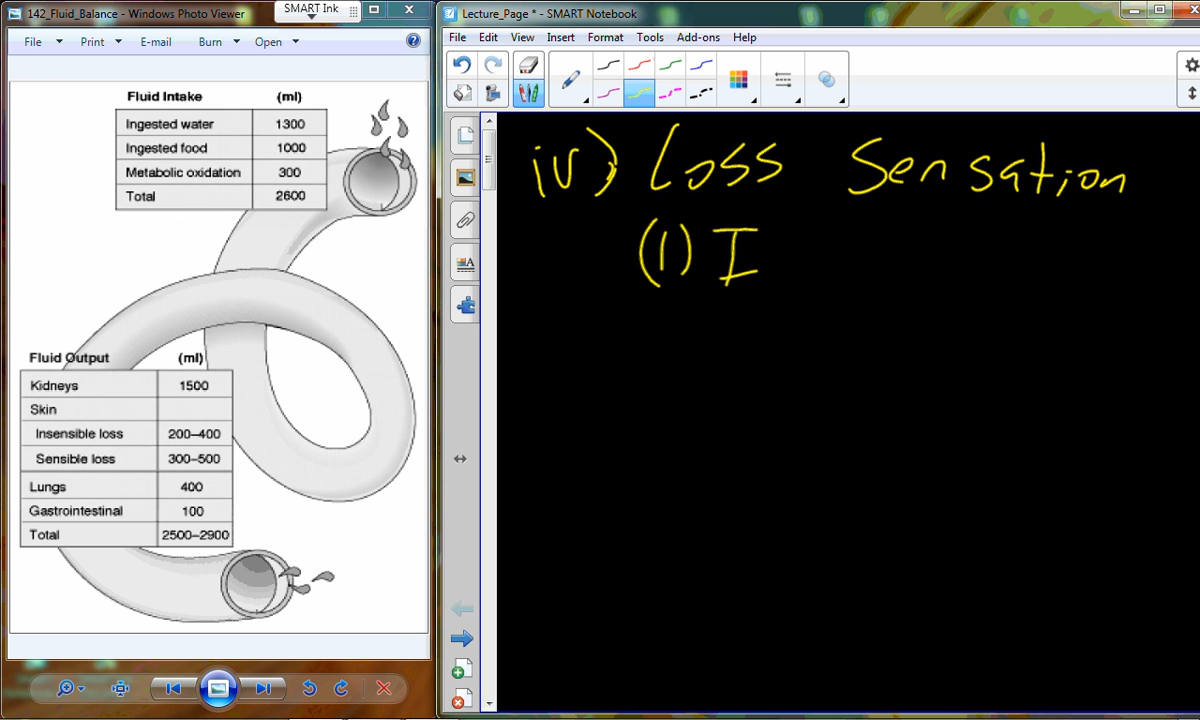 142_Fluid_Balance - Windows Photo Viewer
SMART Ink
File Print E-mail Burn Open
Fluid Intake (ml)
Ingested water 1300
Ingested food 1000
Metabolic oxidation 300
Total 2600
Fluid Output (ml)
Kidneys 1500
Skin
Insensible loss 200–400
Sensible loss 300–500
Lungs 400
Gastrointestinal 100
Total 2500–2900
Lecture_Page * - SMART Notebook
File Edit View Insert Format Tools Add-ons Help
iv) Loss Sensation
(1) I